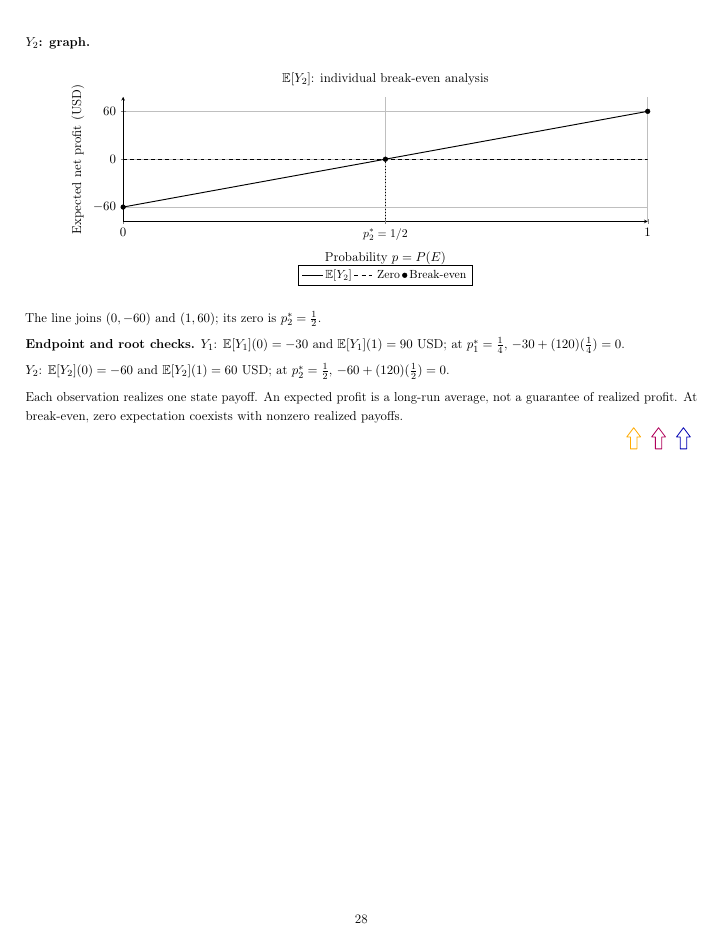 Y₂: graph.
𝔼[Y₂]: individual break-even analysis
Expected net profit (USD)
60
0
−60
0
p₂* = 1/2
1
Probability p = P(E)
𝔼[Y₂] Zero Break-even
The line joins (0, −60) and (1, 60); its zero is p₂* = 1/2.
Endpoint and root checks. Y₁: 𝔼[Y₁](0) = −30 and 𝔼[Y₁](1) = 90 USD; at p₁* = 1/4, −30 + (120)(1/4) = 0.
Y₂: 𝔼[Y₂](0) = −60 and 𝔼[Y₂](1) = 60 USD; at p₂* = 1/2, −60 + (120)(1/2) = 0.
Each observation realizes one state payoff. An expected profit is a long-run average, not a guarantee of realized profit. At
break-even, zero expectation coexists with nonzero realized payoffs.
28